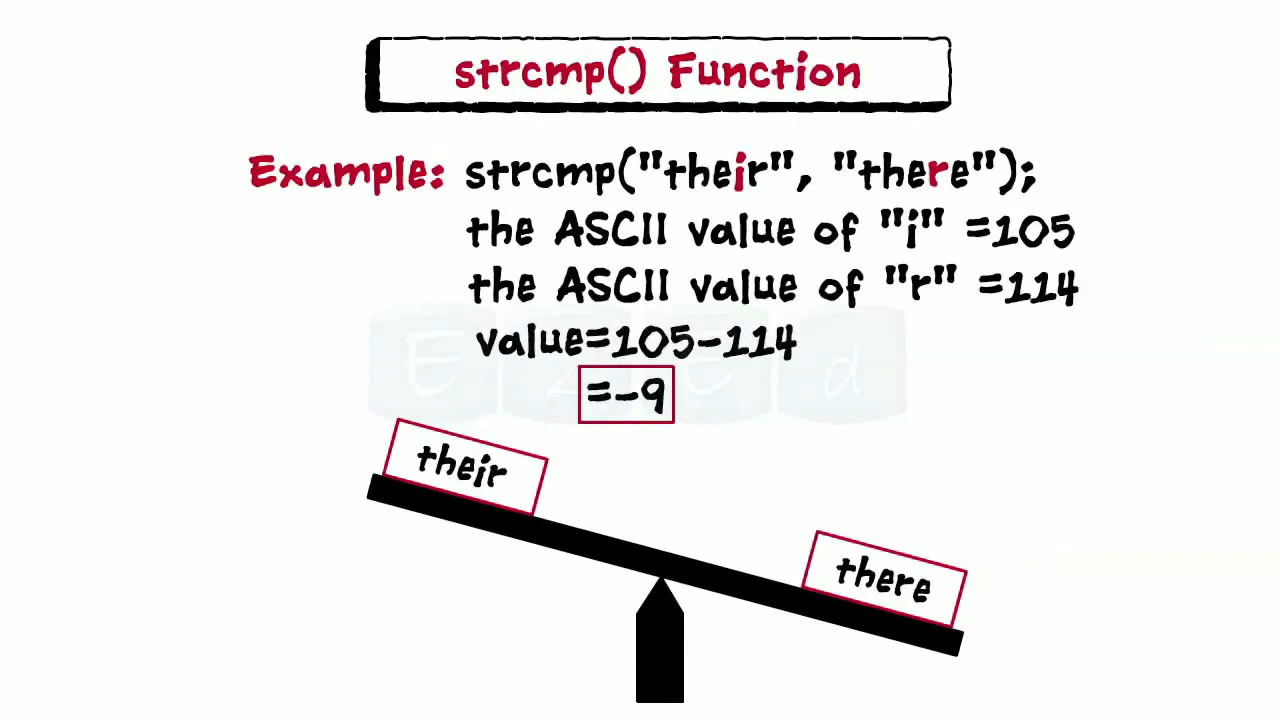 strcmp() Function
Example: strcmp("their", "there");
the ASCII value of "i" =105
the ASCII value of "r" =114
value=105-114
=-9
E Z E d
their
there